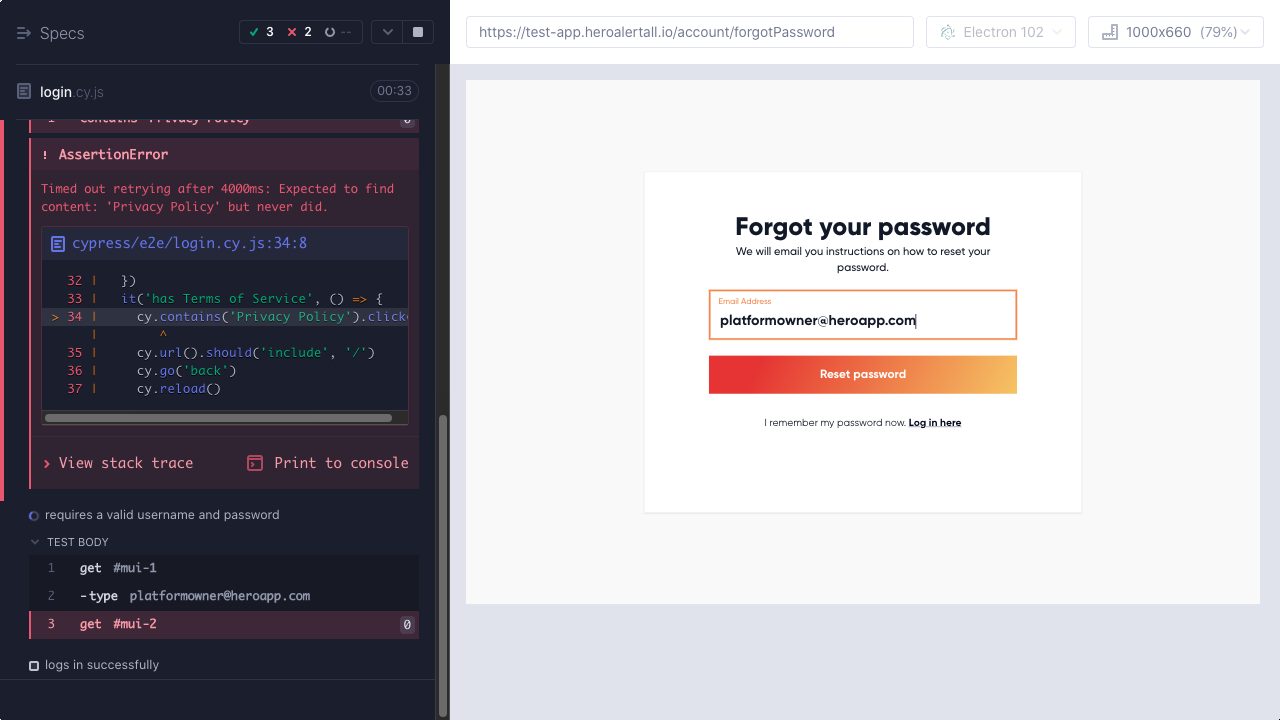 Specs
3 2 --
login.cy.js
00:33
1 contains Privacy Policy 0
! AssertionError
Timed out retrying after 4000ms: Expected to find
content: 'Privacy Policy' but never did.
cypress/e2e/login.cy.js:34:8
32 | })
33 | it('has Terms of Service', () => {
> 34 | cy.contains('Privacy Policy').click
| ^
35 | cy.url().should('include', '/')
36 | cy.go('back')
37 | cy.reload()
View stack trace
Print to console
requires a valid username and password
TEST BODY
1 get #mui-1
2 -type platformowner@heroapp.com
3 get #mui-2 0
logs in successfully
https://test-app.heroalertall.io/account/forgotPassword
Electron 102
1000x660 (79%)
Forgot your password
We will email you instructions on how to reset your
password.
Email Address
platformowner@heroapp.com
Reset password
I remember my password now. Log in here